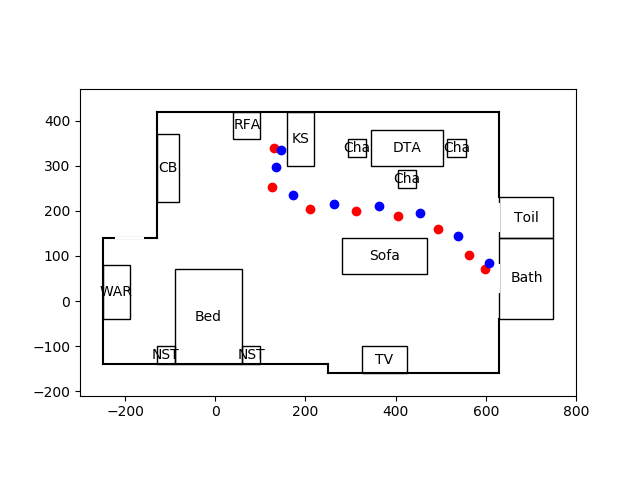 400
300
200
100
0
−100
−200
−200
0
200
400
600
800
RFA
KS
CB
Cha
DTA
Cha
Cha
Toil
Sofa
Bath
WAR
Bed
NST
NST
TV